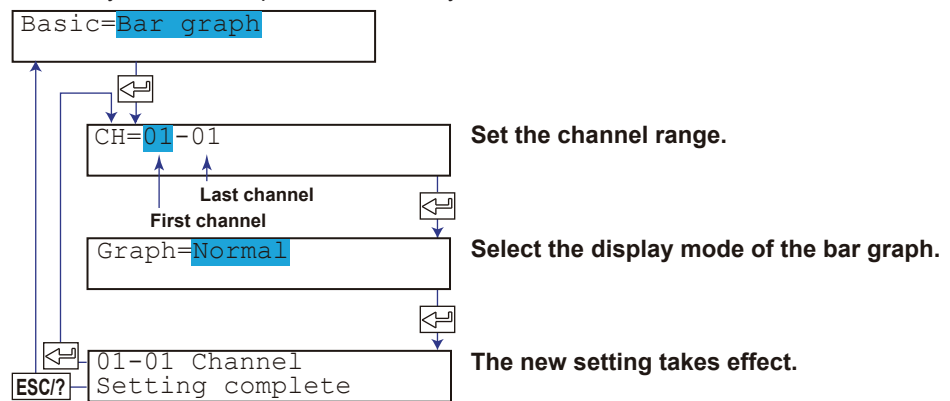 Basic=Bar graph
CH=01-01
Set the channel range.
Last channel
First channel
Graph=Normal
Select the display mode of the bar graph.
01-01 Channel
The new setting takes effect.
ESC/?
Setting complete